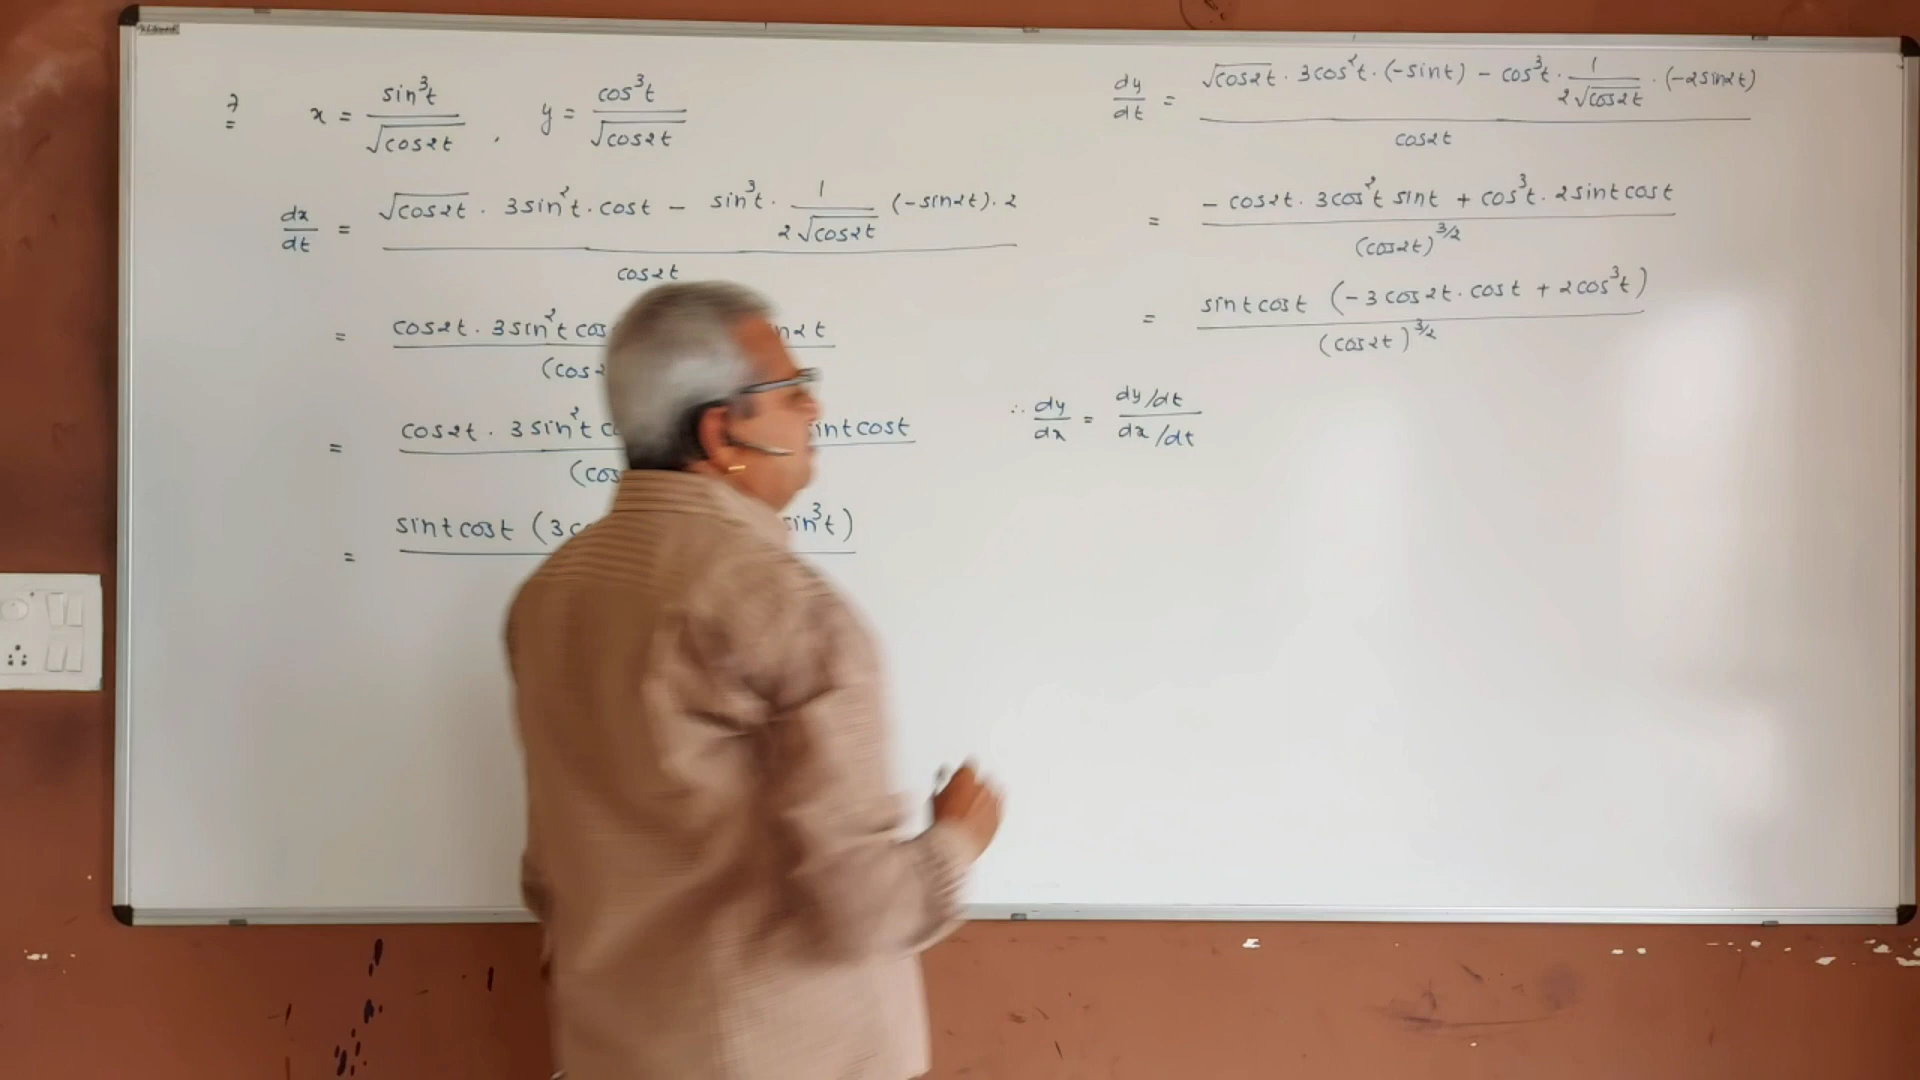 7 x = sin³t / √cos2t , y = cos³t / √cos2t
dx/dt = (√cos2t · 3sin²t · cost − sin³t · 1/(2√cos2t) (−sin2t) · 2) / cos2t
= cos2t · 3sin²t cos n2t / (cos2
= cos2t · 3sin²t c intcost / (cos
= sintcost (3c sin³t)
dy/dt = (√cos2t · 3cos²t · (−sint) − cos³t · 1/(2√cos2t) · (−2sin2t)) / cos2t
= (− cos2t · 3cos²t sint + cos³t · 2sintcost) / (cos2t)^3/2
= sintcost (−3cos2t · cost + 2cos³t) / (cos2t)^3/2
∴ dy/dx = (dy/dt) / (dx/dt)